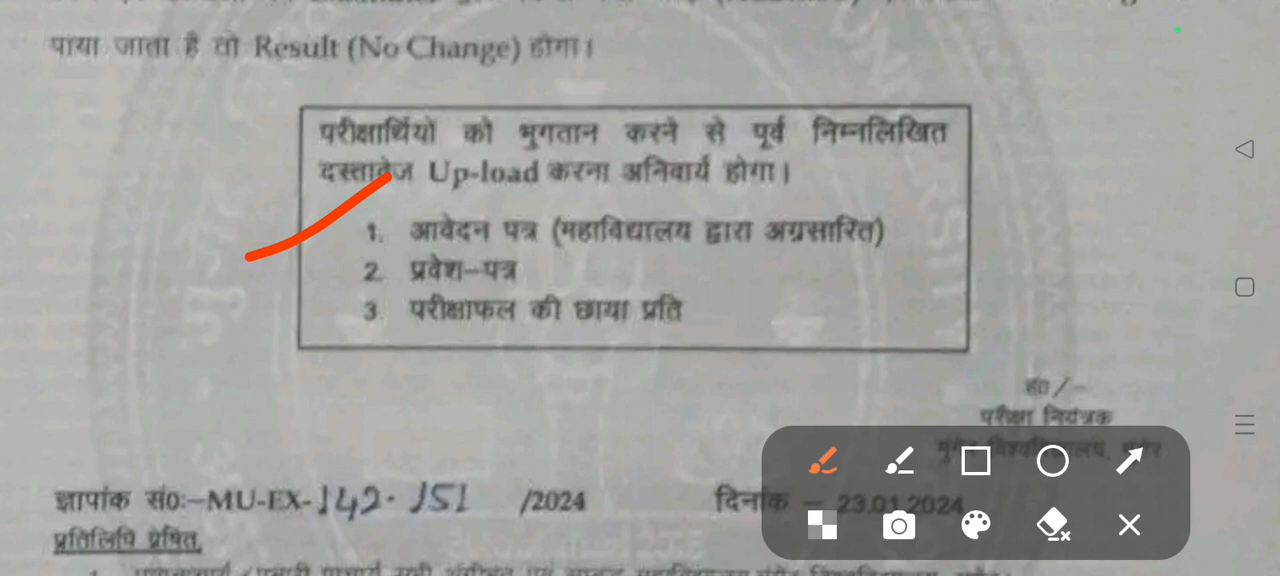 पाया जाता है तो Result (No Change) होगा।
परीक्षार्थियो को भुगतान करने से पूर्व निम्नलिखित
दस्तावेज Up-load करना अनिवार्य होगा।
1. आवेदन पत्र (महाविद्यालय द्वारा अग्रसारित)
2. प्रवेश-पत्र
3. परीक्षाफल की छाया प्रति
ह0/-
परीक्षा नियंत्रक
मुंगेर विश्वविद्यालय, मुंगेर
ज्ञापांक सं0:-MU-EX-142-151 /2024 दिनांक - 23.01.2024
प्रतिलिपि प्रेषित,